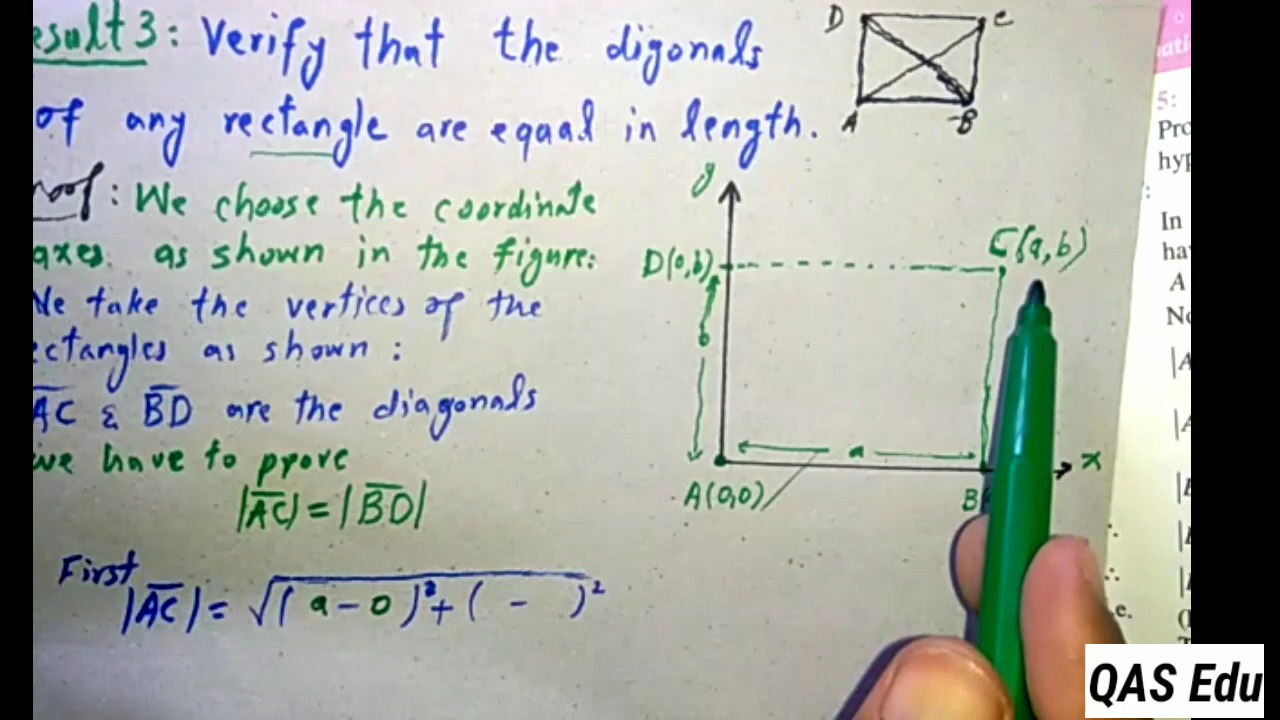 esult 3: Verify that the digonals
of any rectangle are eqaal in length.
D C
A B
roof: We choose the coordinate
axes. as shown in the figure:
We take the vertices of the
ectangles as shown:
AC & BD are the diagonals
we have to prove
|AC| = |BD|
First
|AC| = √( a - 0 )² + ( - )²
y
D(0,b)
C(a,b)
b
a
x
A(0,0)
B(
5:
Pro
hyp
In
ha
A
No
|A
e.
QAS Edu